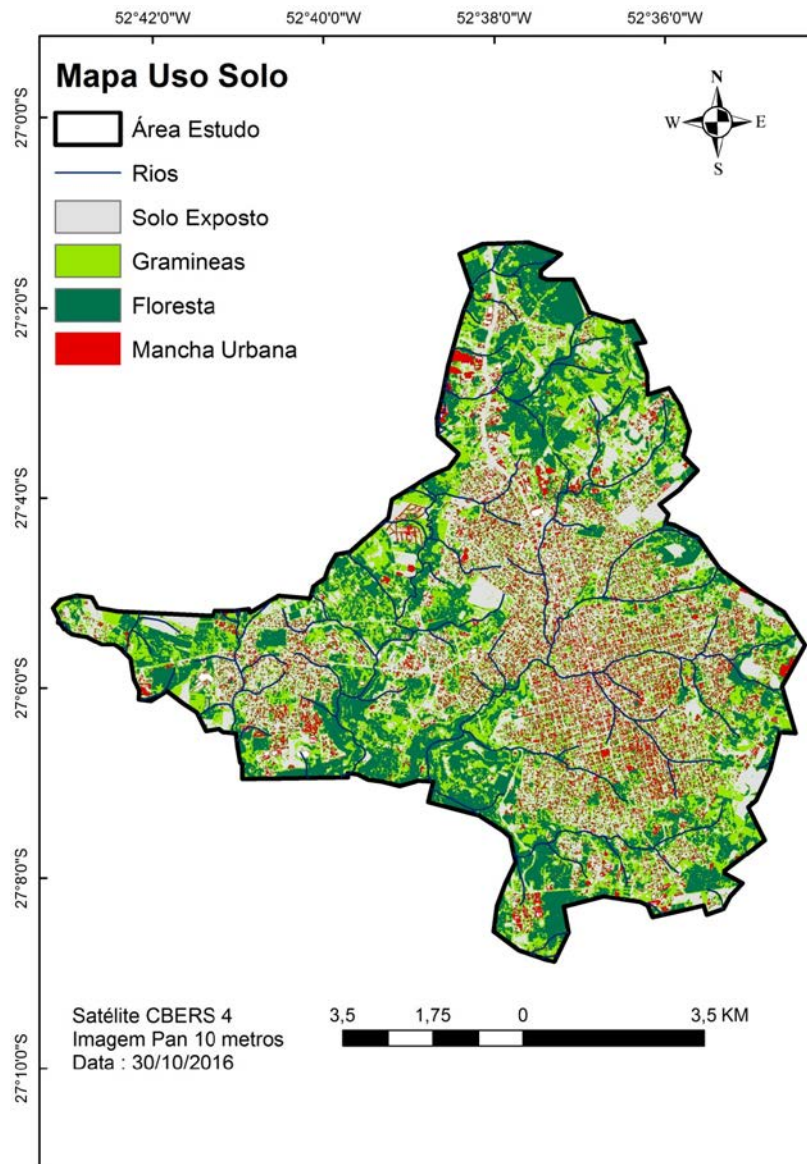 52°42'0"W 52°40'0"W 52°38'0"W 52°36'0"W
Mapa Uso Solo
N
W E
S
Área Estudo
Rios
Solo Exposto
Gramineas
Floresta
Mancha Urbana
27°0'0"S
27°2'0"S
27°4'0"S
27°6'0"S
27°8'0"S
27°10'0"S
Satélite CBERS 4
Imagem Pan 10 metros
Data : 30/10/2016
3,5 1,75 0 3,5 KM